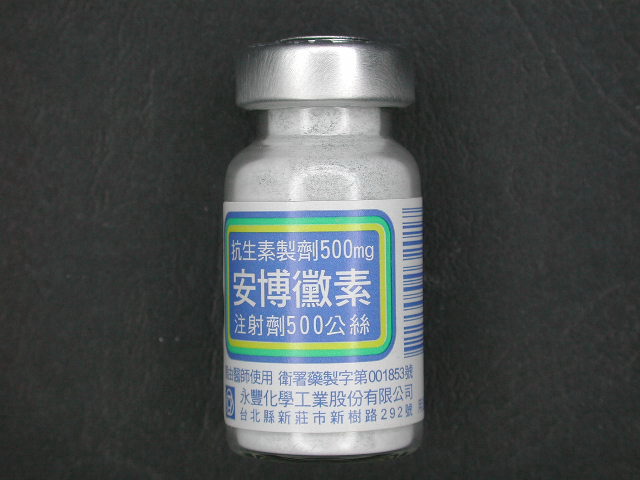 抗生素製劑500mg
安博黴素
注射劑500公絲
由醫師使用 衛署藥製字第001853號
永豐化學工業股份有限公司
台北縣新莊市新樹路292號